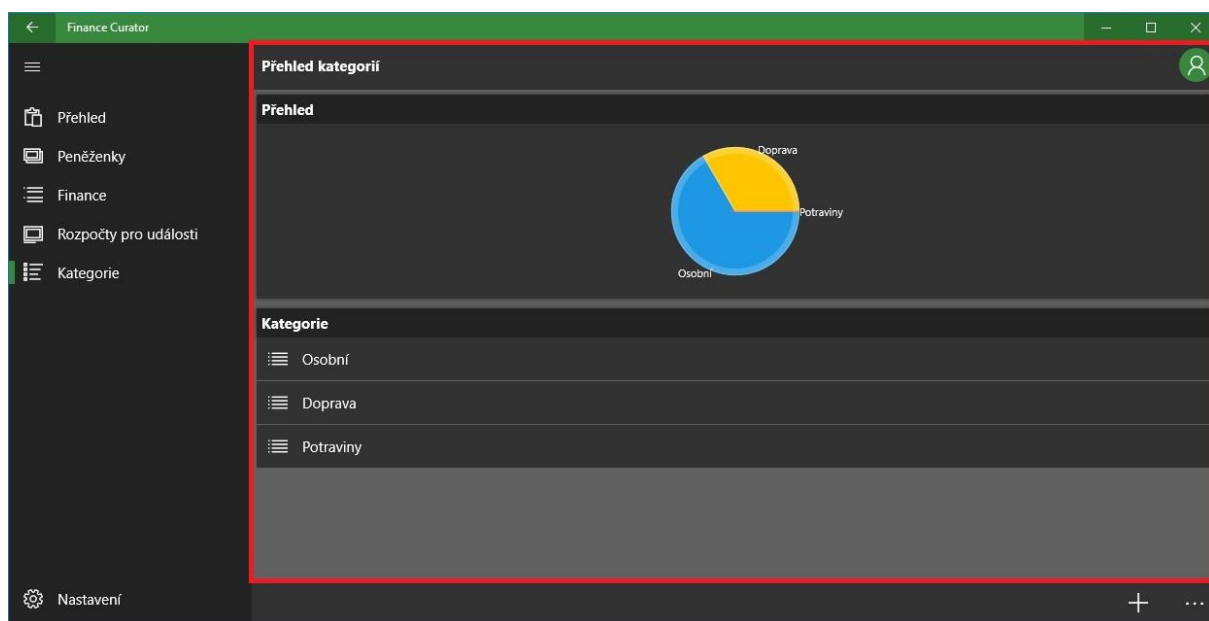 Finance Curator
Přehled kategorií
Přehled
Přehled
Doprava
Peněženky
Finance
Potraviny
Rozpočty pro události
Kategorie
Osobní
Kategorie
Osobní
Doprava
Potraviny
Nastavení